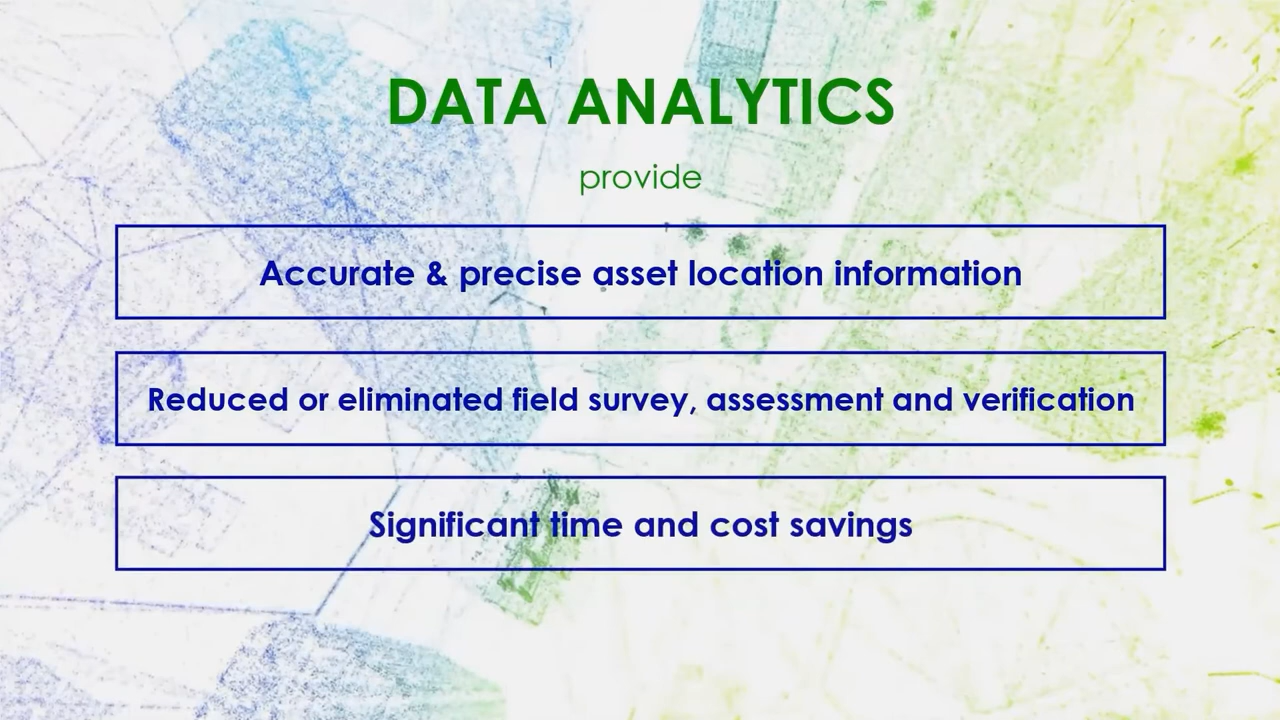 DATA ANALYTICS
provide
Accurate & precise asset location information
Reduced or eliminated field survey, assessment and verification
Significant time and cost savings